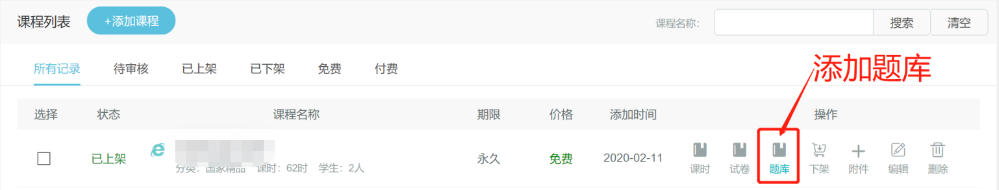 课程列表 +添加课程 课程名称: 搜索 清空
所有记录 待审核 已上架 已下架 免费 付费
添加题库
选择 状态 课程名称 期限 价格 添加时间 操作
已上架 永久 免费 2020-02-11
分类: 国家精品 课时: 62时 学生: 2人
课时 试卷 题库 下架 附件 编辑 删除